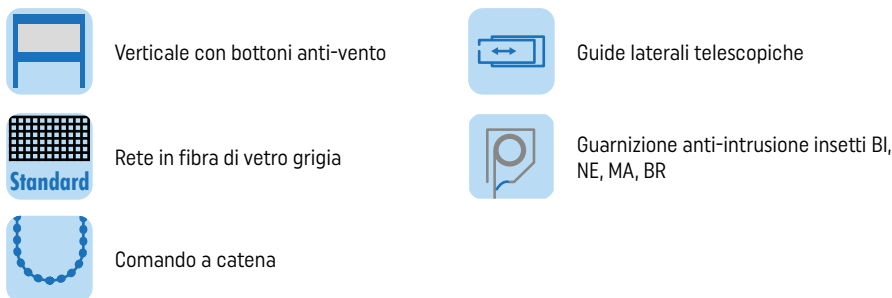 Verticale con bottoni anti-vento
Guide laterali telescopiche
Standard
Rete in fibra di vetro grigia
Guarnizione anti-intrusione insetti BI,
NE, MA, BR
Comando a catena